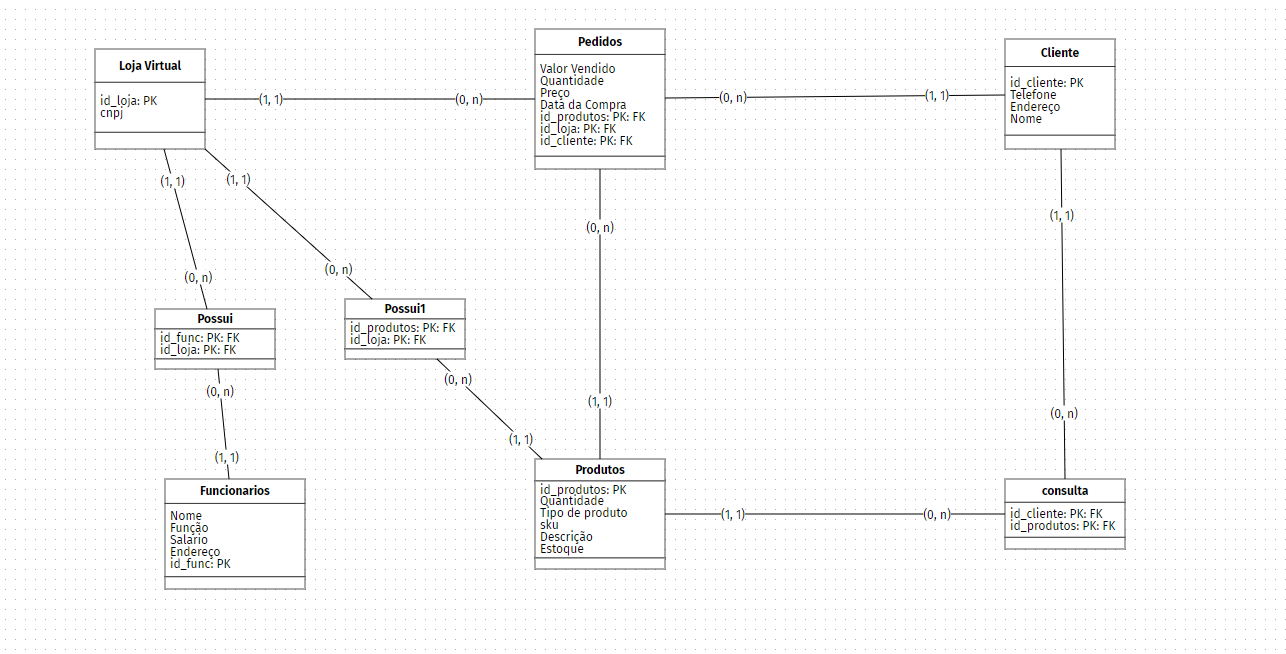 Loja Virtual
id_loja: PK
cnpj
(1, 1)
(0, n)
Pedidos
Valor Vendido
Quantidade
Preço
Data da Compra
id_produtos: PK: FK
id_loja: PK: FK
id_cliente: PK: FK
(0, n)
(1, 1)
Cliente
id_cliente: PK
Telefone
Endereço
Nome
(1, 1)
(1, 1)
(0, n)
(0, n)
(0, n)
(1, 1)
Possui
id_func: PK: FK
id_loja: PK: FK
Possui1
id_produtos: PK: FK
id_loja: PK: FK
(0, n)
(1, 1)
(0, n)
(1, 1)
(1, 1)
(0, n)
Funcionarios
Nome
Função
Salario
Endereço
id_func: PK
Produtos
id_produtos: PK
Quantidade
Tipo de produto
sku
Descrição
Estoque
(1, 1)
(0, n)
consulta
id_cliente: PK: FK
id_produtos: PK: FK